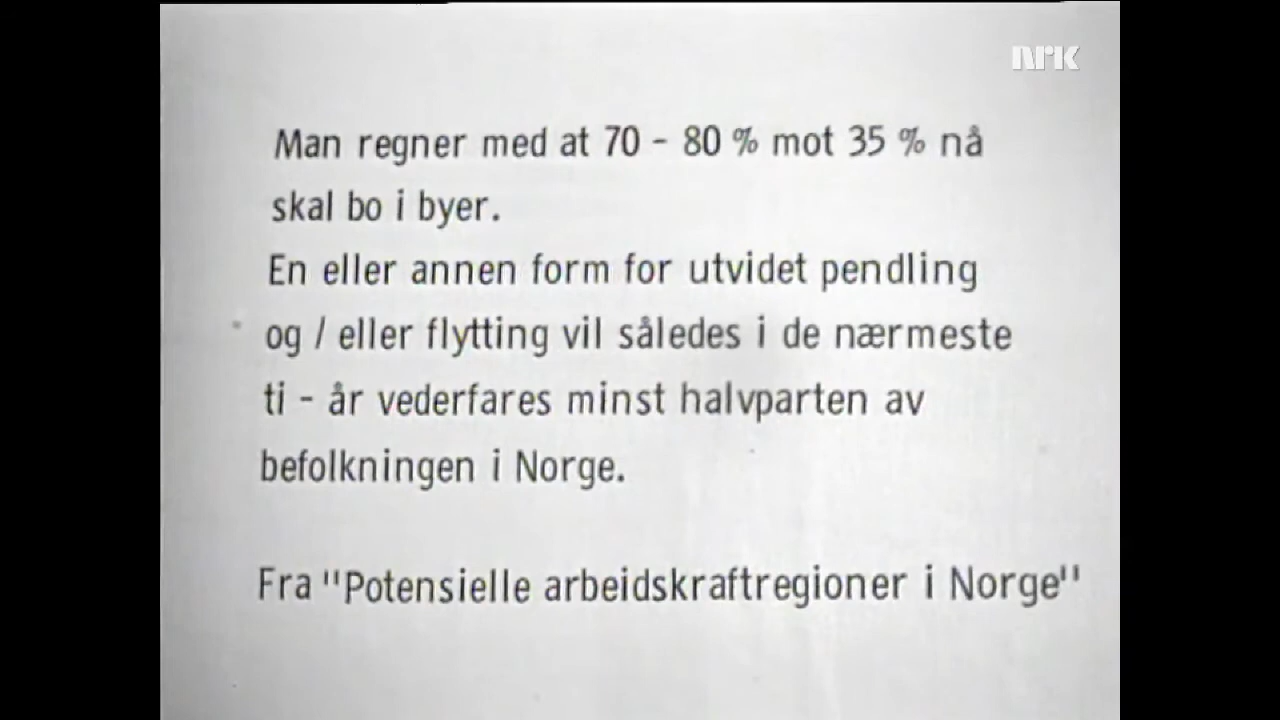 nrk
Man regner med at 70 - 80 % mot 35 % nå
skal bo i byer.
En eller annen form for utvidet pendling
og / eller flytting vil således i de nærmeste
ti - år vederfares minst halvparten av
befolkningen i Norge.
Fra "Potensielle arbeidskraftregioner i Norge"